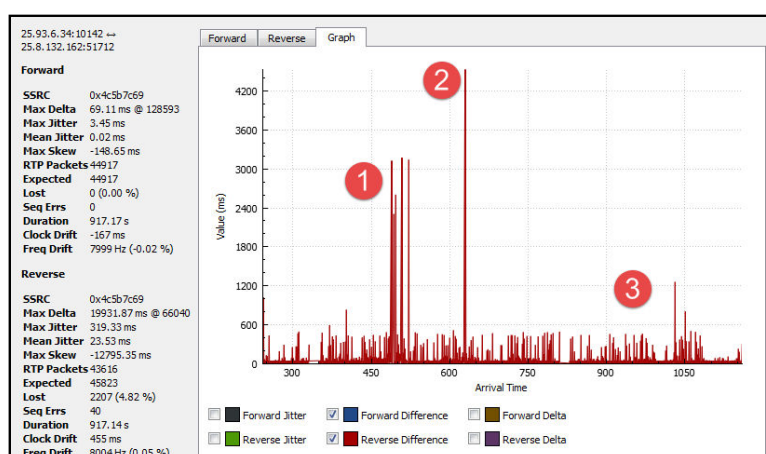 25.93.6.34:10142 ↔
25.8.132.162:51712
Forward
SSRC 0x4c5b7c69
Max Delta 69.11 ms @ 128593
Max Jitter 3.45 ms
Mean Jitter 0.02 ms
Max Skew -148.65 ms
RTP Packets 44917
Expected 44917
Lost 0 (0.00 %)
Seq Errs 0
Duration 917.17 s
Clock Drift -167 ms
Freq Drift 7999 Hz (-0.02 %)
Reverse
SSRC 0x4c5b7c69
Max Delta 19931.87 ms @ 66040
Max Jitter 319.33 ms
Mean Jitter 23.53 ms
Max Skew -12795.35 ms
RTP Packets 43616
Expected 45823
Lost 2207 (4.82 %)
Seq Errs 40
Duration 917.14 s
Clock Drift 455 ms
Freq Drift 8004 Hz (0.05 %)
Forward Reverse Graph
Value (ms)
4200
3600
3000
2400
1800
1200
600
0
1
2
3
300 450 600 750 900 1050
Arrival Time
Forward Jitter Forward Difference Forward Delta
Reverse Jitter Reverse Difference Reverse Delta